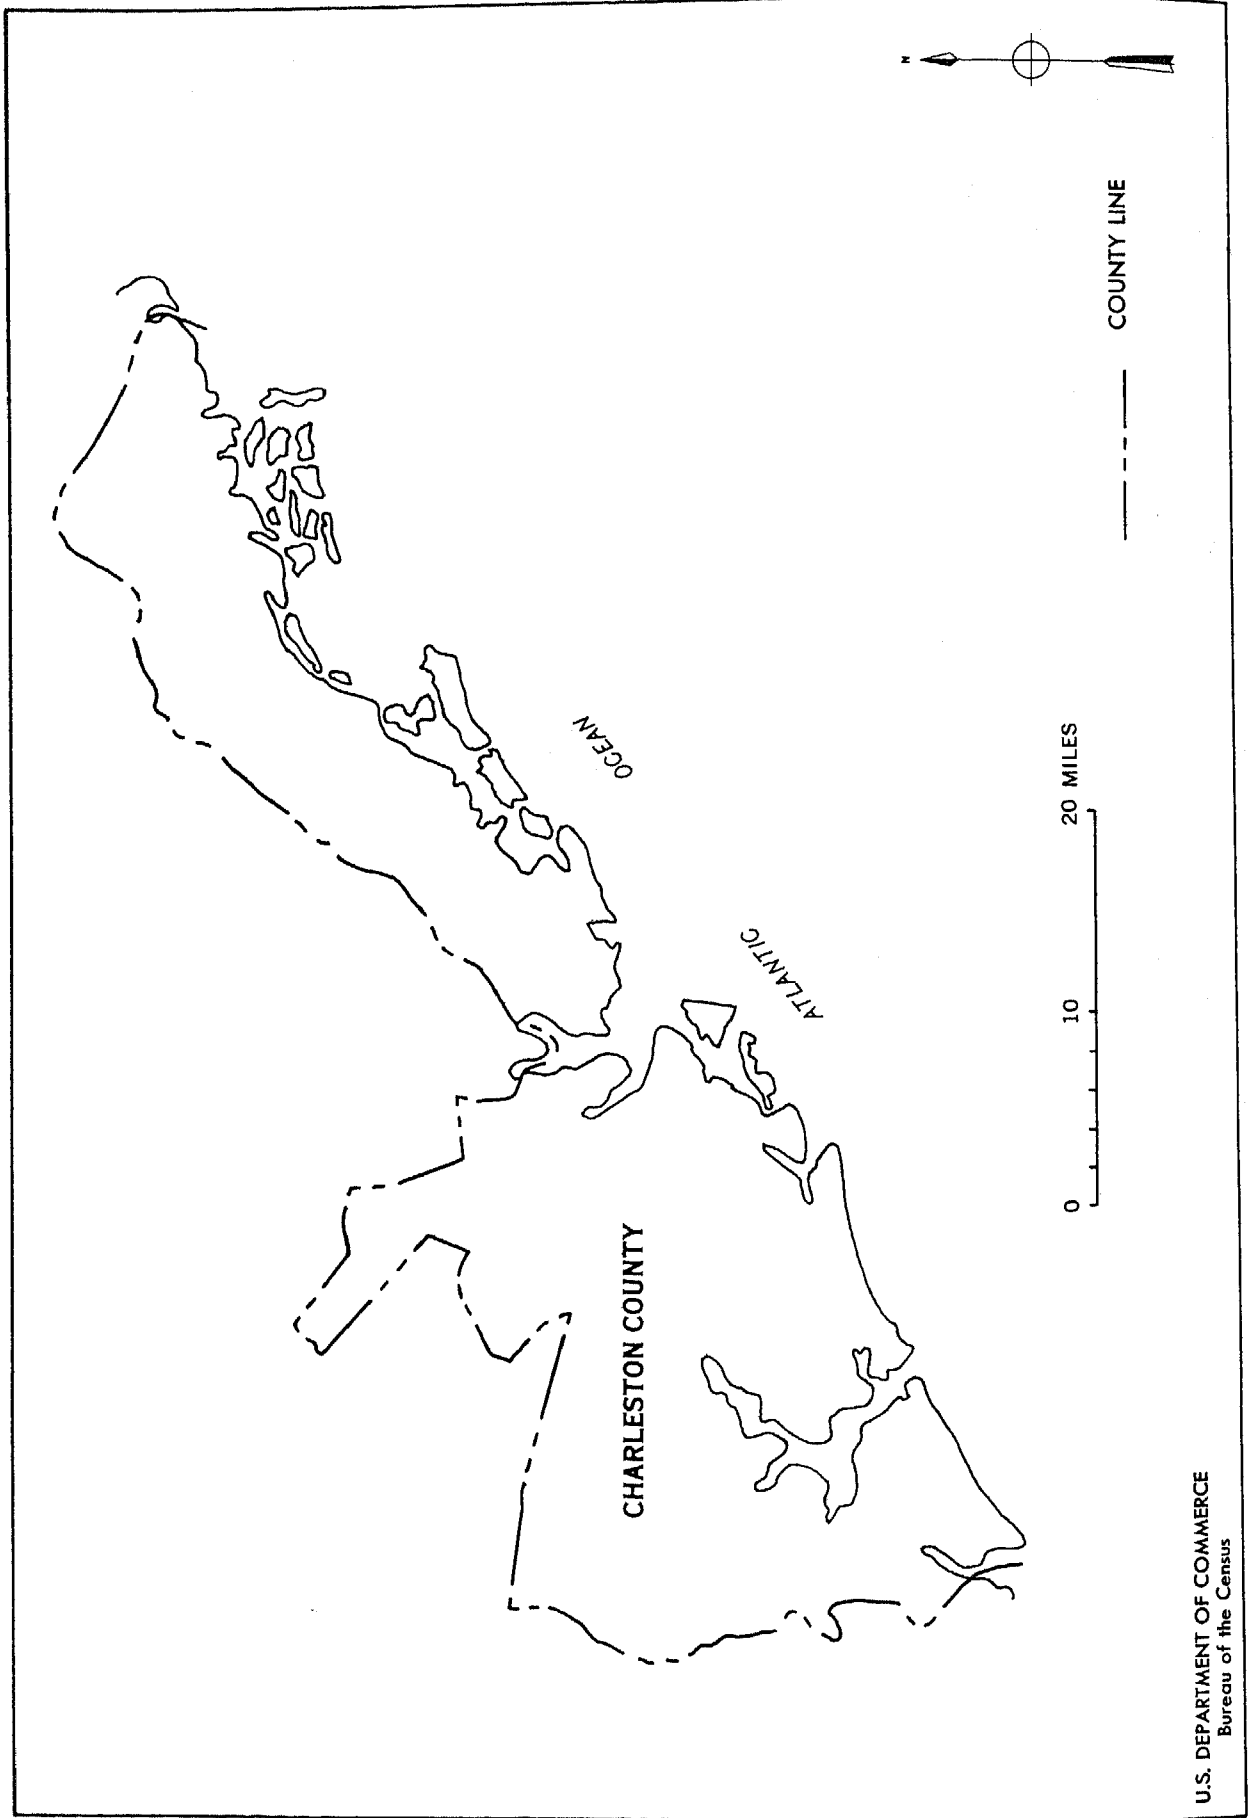 N
OCEAN
ATLANTIC
CHARLESTON COUNTY
COUNTY LINE
0 10 20 MILES
U.S. DEPARTMENT OF COMMERCE
Bureau of the Census